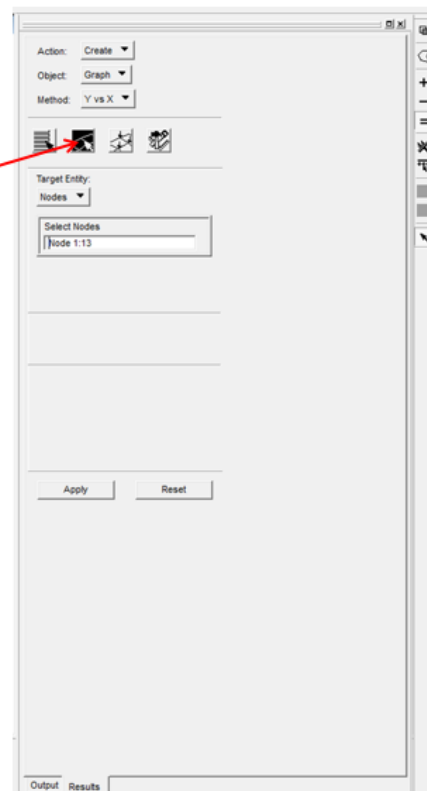 Action: Create
Object: Graph
Method: Y vs X
Target Entity:
Nodes
Select Nodes
Node 1:13
Apply Reset
Output Results